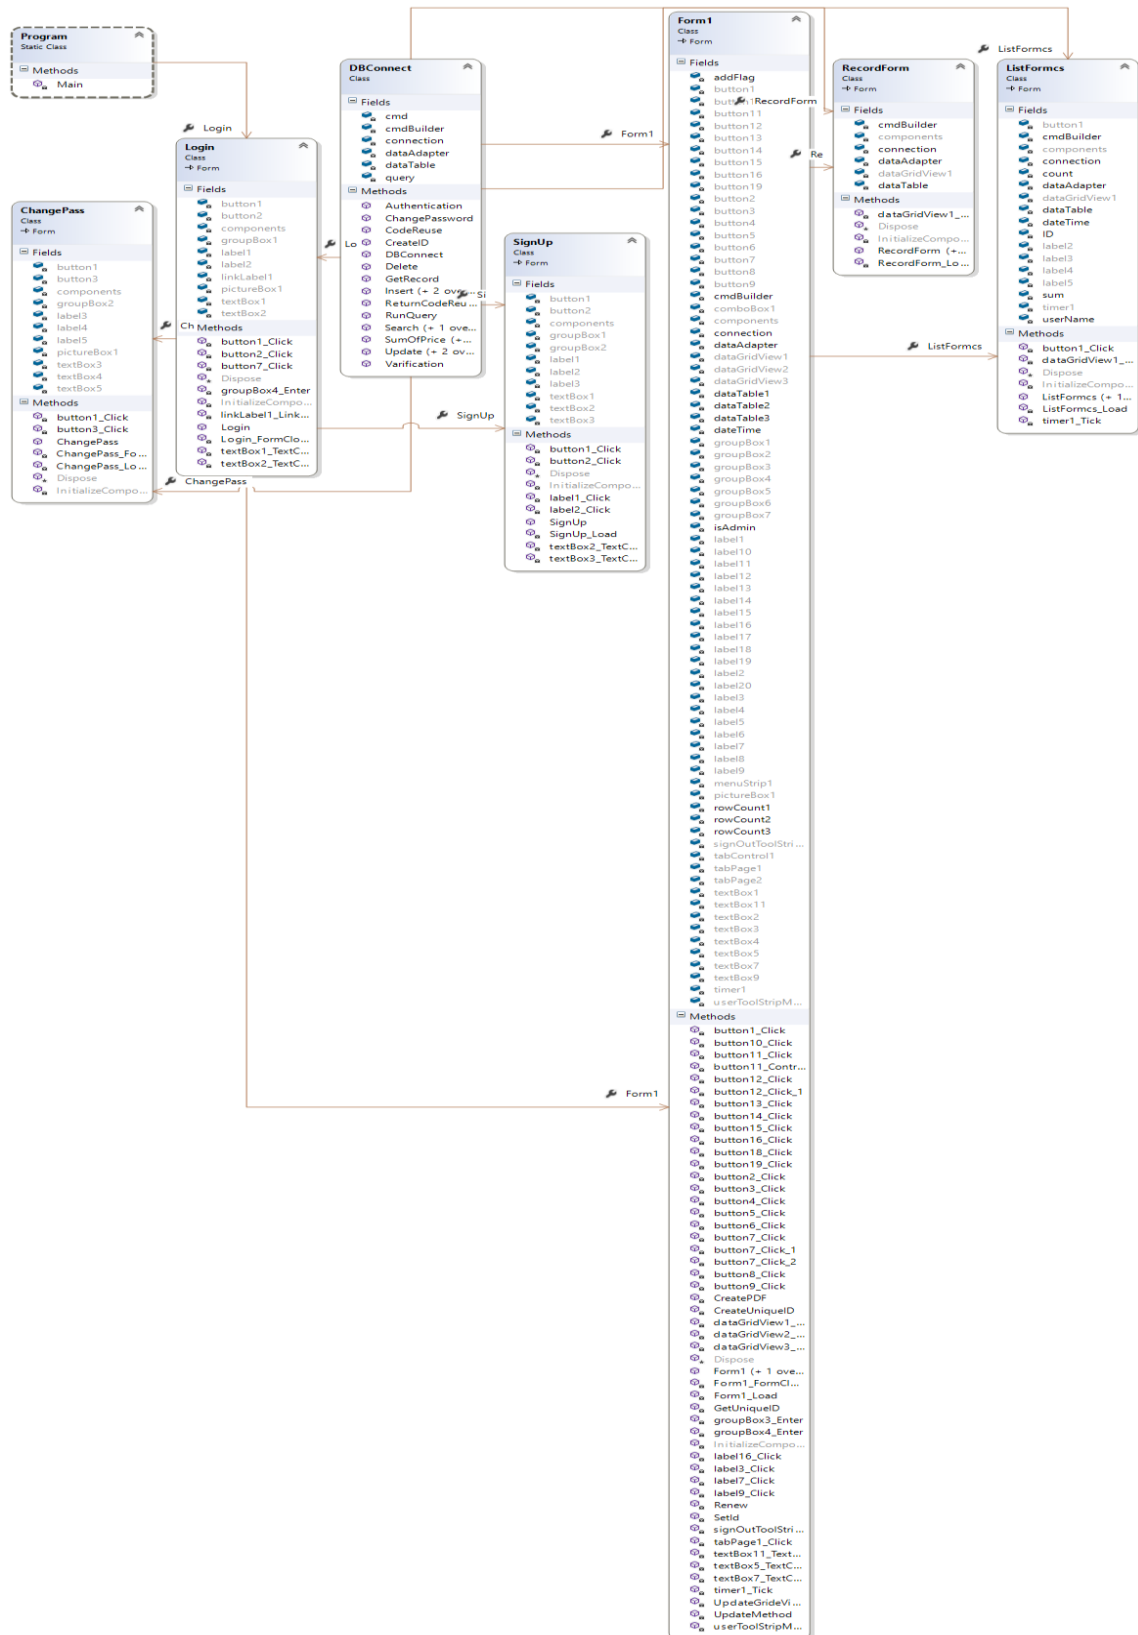 Program
Static Class
Methods
Main
Login
Login
Class
Form
Fields
button1
button2
components
groupBox1
label1
label2
linkLabel1
pictureBox1
textBox1
textBox2
Methods
button1_Click
button2_Click
button7_Click
Dispose
groupBox4_Enter
InitializeCompo...
linkLabel1_Link...
Login
Login_FormClo...
textBox1_TextC...
textBox2_TextC...
ChangePass
Class
Form
Fields
button1
button3
components
groupBox2
label3
label4
label5
pictureBox1
textBox3
textBox4
textBox5
Methods
button1_Click
button3_Click
ChangePass
ChangePass_Fo...
ChangePass_Lo...
Dispose
InitializeCompo...
Ch
ChangePass
DBConnect
Class
Fields
cmd
cmdBuilder
connection
dataAdapter
dataTable
query
Methods
Authentication
ChangePassword
CodeReuse
CreateID
DBConnect
Delete
GetRecord
Insert (+ 2 ove...
ReturnCodeReu...
RunQuery
Search (+ 1 ove...
SumOfPrice (+...
Update (+ 2 ov...
Varification
Lo
Si
SignUp
SignUp
Class
Form
Fields
button1
button2
components
groupBox1
groupBox2
label1
label2
label3
textBox1
textBox2
textBox3
Methods
button1_Click
button2_Click
Dispose
InitializeCompo...
label1_Click
label2_Click
SignUp
SignUp_Load
textBox2_TextC...
textBox3_TextC...
Form1
Form1
Form1
Class
Form
Fields
addFlag
button1
button11
button12
button13
button14
button15
button16
button19
button2
button3
button4
button5
button6
button7
button8
button9
cmdBuilder
comboBox1
components
connection
dataAdapter
dataGridView1
dataGridView2
dataGridView3
dataTable1
dataTable2
dataTable3
dateTime
groupBox1
groupBox2
groupBox3
groupBox4
groupBox5
groupBox6
groupBox7
isAdmin
label1
label10
label11
label12
label13
label14
label15
label16
label17
label18
label19
label2
label20
label3
label4
label5
label6
label7
label8
label9
menuStrip1
pictureBox1
rowCount1
rowCount2
rowCount3
signOutToolStri...
tabControl1
tabPage1
tabPage2
textBox1
textBox11
textBox2
textBox3
textBox4
textBox5
textBox7
textBox9
timer1
userToolStripM...
Methods
button1_Click
button10_Click
button11_Click
button11_Contr...
button12_Click
button12_Click_1
button13_Click
button14_Click
button15_Click
button16_Click
button18_Click
button19_Click
button2_Click
button3_Click
button4_Click
button5_Click
button6_Click
button7_Click
button7_Click_1
button7_Click_2
button8_Click
button9_Click
CreatePDF
CreateUniqueID
dataGridView1_...
dataGridView2_...
dataGridView3_...
Dispose
Form1 (+ 1 ove...
Form1_FormCl...
Form1_Load
GetUniqueID
groupBox3_Enter
groupBox4_Enter
InitializeCompo...
label16_Click
label3_Click
label7_Click
label9_Click
Renew
SetId
signOutToolStri...
tabPage1_Click
textBox11_Text...
textBox5_TextC...
textBox7_TextC...
timer1_Tick
UpdateGrideVi...
UpdateMethod
userToolStripM...
RecordForm
Re
RecordForm
Class
Form
Fields
cmdBuilder
components
connection
dataAdapter
dataGridView1
dataTable
Methods
dataGridView1_...
Dispose
InitializeCompo...
RecordForm (+...
RecordForm_Lo...
ListFormcs
ListFormcs
ListFormcs
Class
Form
Fields
button1
cmdBuilder
components
connection
count
dataAdapter
dataGridView1
dataTable
dateTime
ID
label2
label3
label4
label5
sum
timer1
userName
Methods
button1_Click
dataGridView1_...
Dispose
InitializeCompo...
ListFormcs (+ 1...
ListFormcs_Load
timer1_Tick